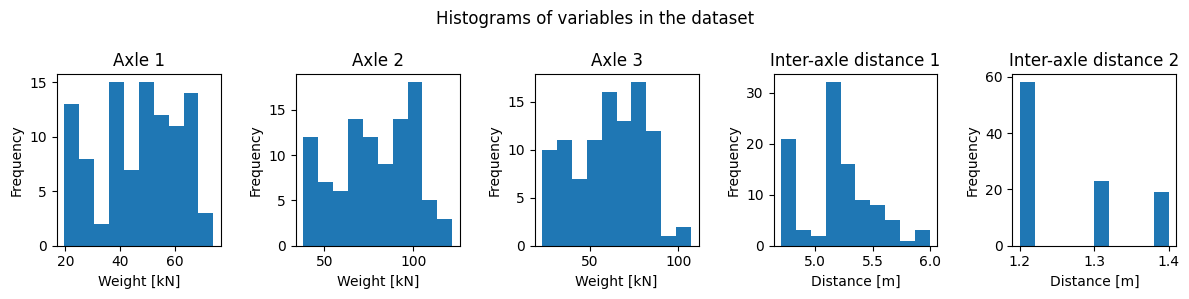 Histograms of variables in the dataset
Axle 1
Frequency
15
10
5
0
20 40 60
Weight [kN]
Axle 2
Frequency
15
10
5
0
50 100
Weight [kN]
Axle 3
Frequency
15
10
5
0
50 100
Weight [kN]
Inter-axle distance 1
Frequency
30
20
10
0
5.0 5.5 6.0
Distance [m]
Inter-axle distance 2
Frequency
60
40
20
0
1.2 1.3 1.4
Distance [m]